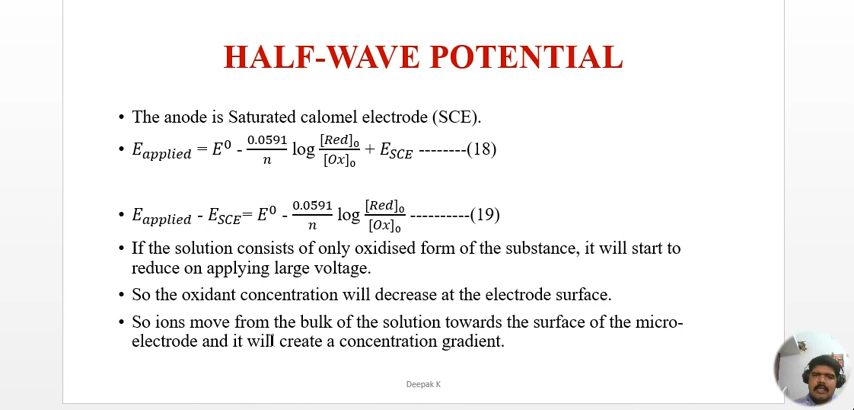 HALF-WAVE POTENTIAL
• The anode is Saturated calomel electrode (SCE).
• E_applied = E⁰ - 0.0591/n log [Red]₀/[Ox]₀ + E_SCE --------(18)
• E_applied - E_SCE= E⁰ - 0.0591/n log [Red]₀/[Ox]₀ ----------(19)
• If the solution consists of only oxidised form of the substance, it will start to
reduce on applying large voltage.
• So the oxidant concentration will decrease at the electrode surface.
• So ions move from the bulk of the solution towards the surface of the micro-
electrode and it will create a concentration gradient.
Deepak K